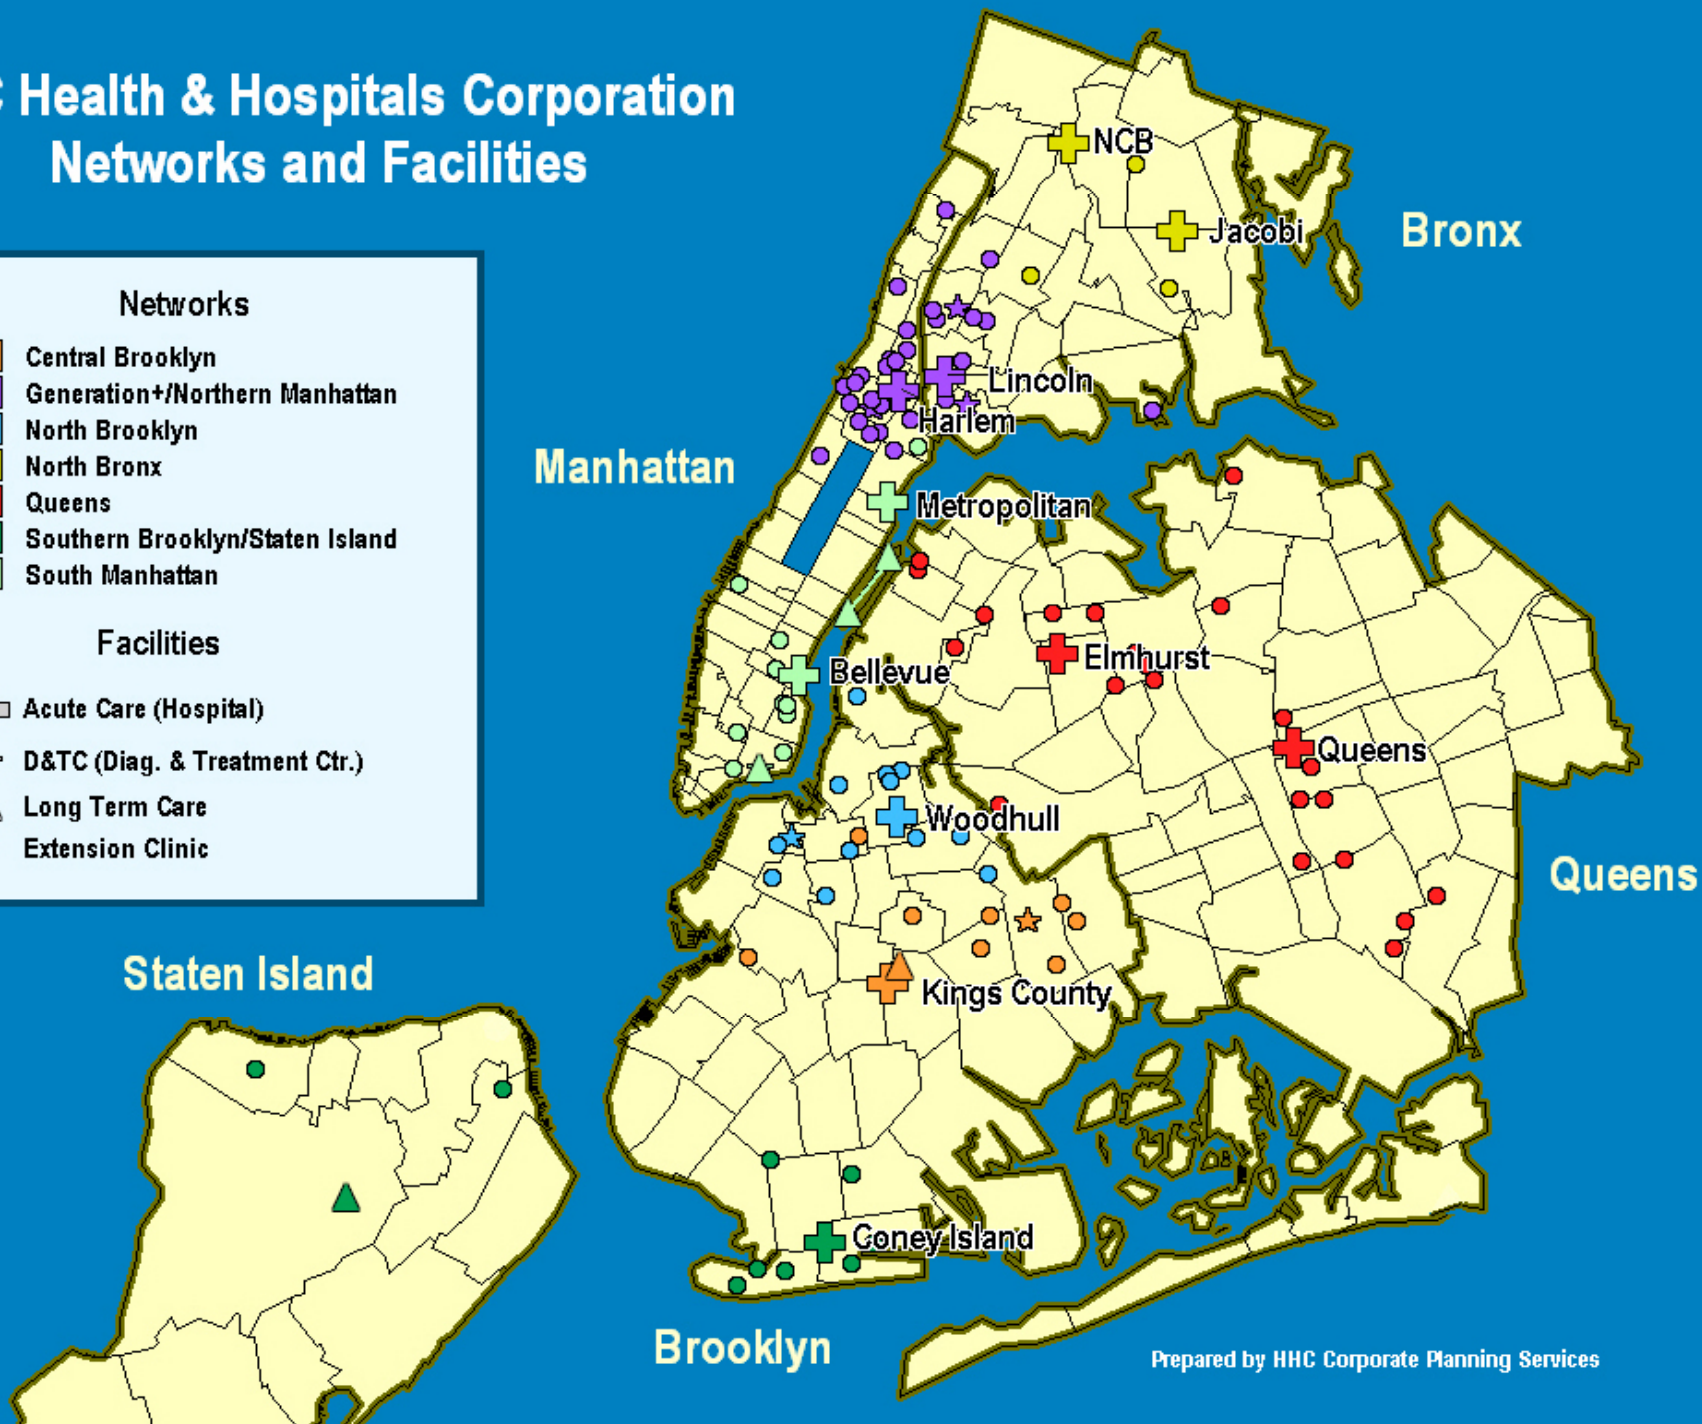 Health & Hospitals Corporation
Networks and Facilities
Networks
Central Brooklyn
Generation+/Northern Manhattan
North Brooklyn
North Bronx
Queens
Southern Brooklyn/Staten Island
South Manhattan
Facilities
Acute Care (Hospital)
D&TC (Diag. & Treatment Ctr.)
Long Term Care
Extension Clinic
NCB
Jacobi
Bronx
Lincoln
Harlem
Manhattan
Metropolitan
Elmhurst
Bellevue
Queens
Woodhull
Queens
Staten Island
Kings County
Coney Island
Brooklyn
Prepared by HHC Corporate Planning Services